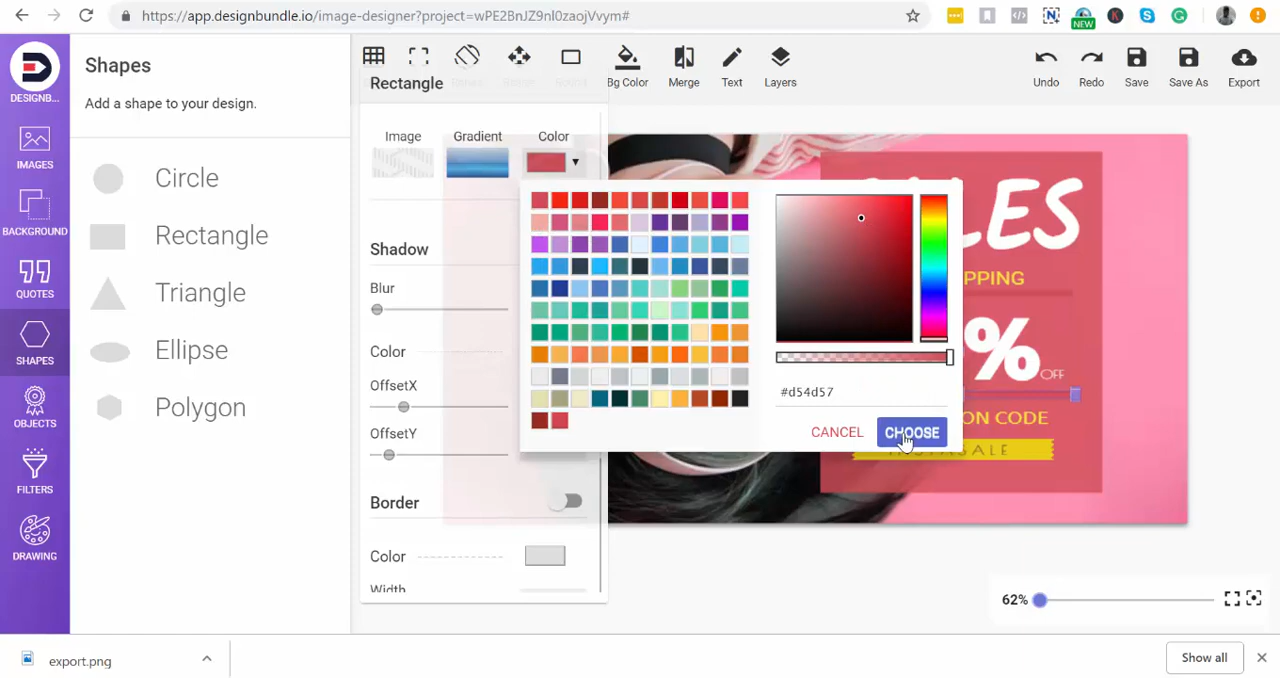 https://app.designbundle.io/image-designer?project=wPE2BnJZ9nI0zaojVvym#
NEW
DESIGNB...
IMAGES
BACKGROUND
QUOTES
SHAPES
OBJECTS
FILTERS
DRAWING
Shapes
Add a shape to your design.
Circle
Rectangle
Triangle
Ellipse
Polygon
Bg Color
Merge
Text
Layers
Undo
Redo
Save
Save As
Export
Rectangle
Image
Gradient
Color
Shadow
Blur
Color
OffsetX
OffsetY
Border
Color
Width
#d54d57
CANCEL
CHOOSE
LES
PPING
%
OFF
ON CODE
INSTAGALE
62%
export.png
Show all